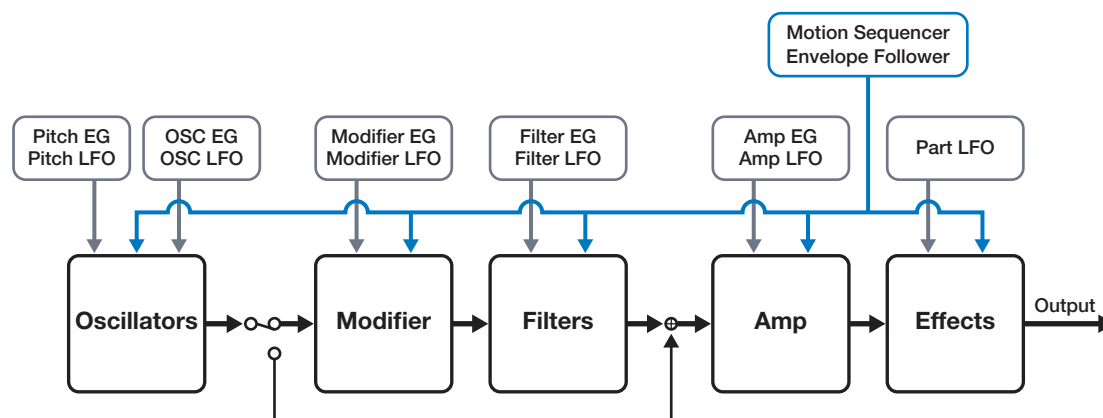 Motion Sequencer
Envelope Follower
Pitch EG
Pitch LFO
OSC EG
OSC LFO
Modifier EG
Modifier LFO
Filter EG
Filter LFO
Amp EG
Amp LFO
Part LFO
Oscillators
Modifier
Filters
Amp
Effects
Output